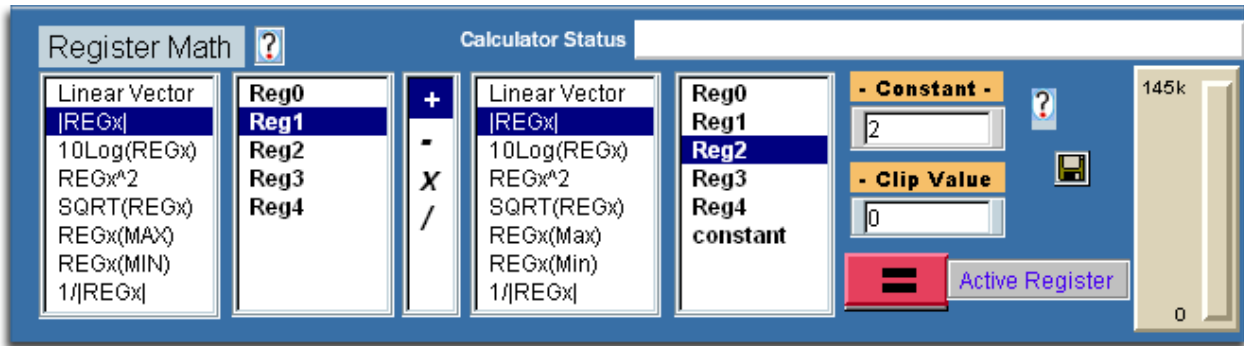 Register Math ?
Calculator Status
Linear Vector
|REGx|
10Log(REGx)
REGx^2
SQRT(REGx)
REGx(MAX)
REGx(MIN)
1/|REGx|
Reg0
Reg1
Reg2
Reg3
Reg4
+
-
X
/
Linear Vector
|REGx|
10Log(REGx)
REGx^2
SQRT(REGx)
REGx(Max)
REGx(Min)
1/|REGx|
Reg0
Reg1
Reg2
Reg3
Reg4
constant
- Constant -
2
?
- Clip Value
0
=
Active Register
145k
0